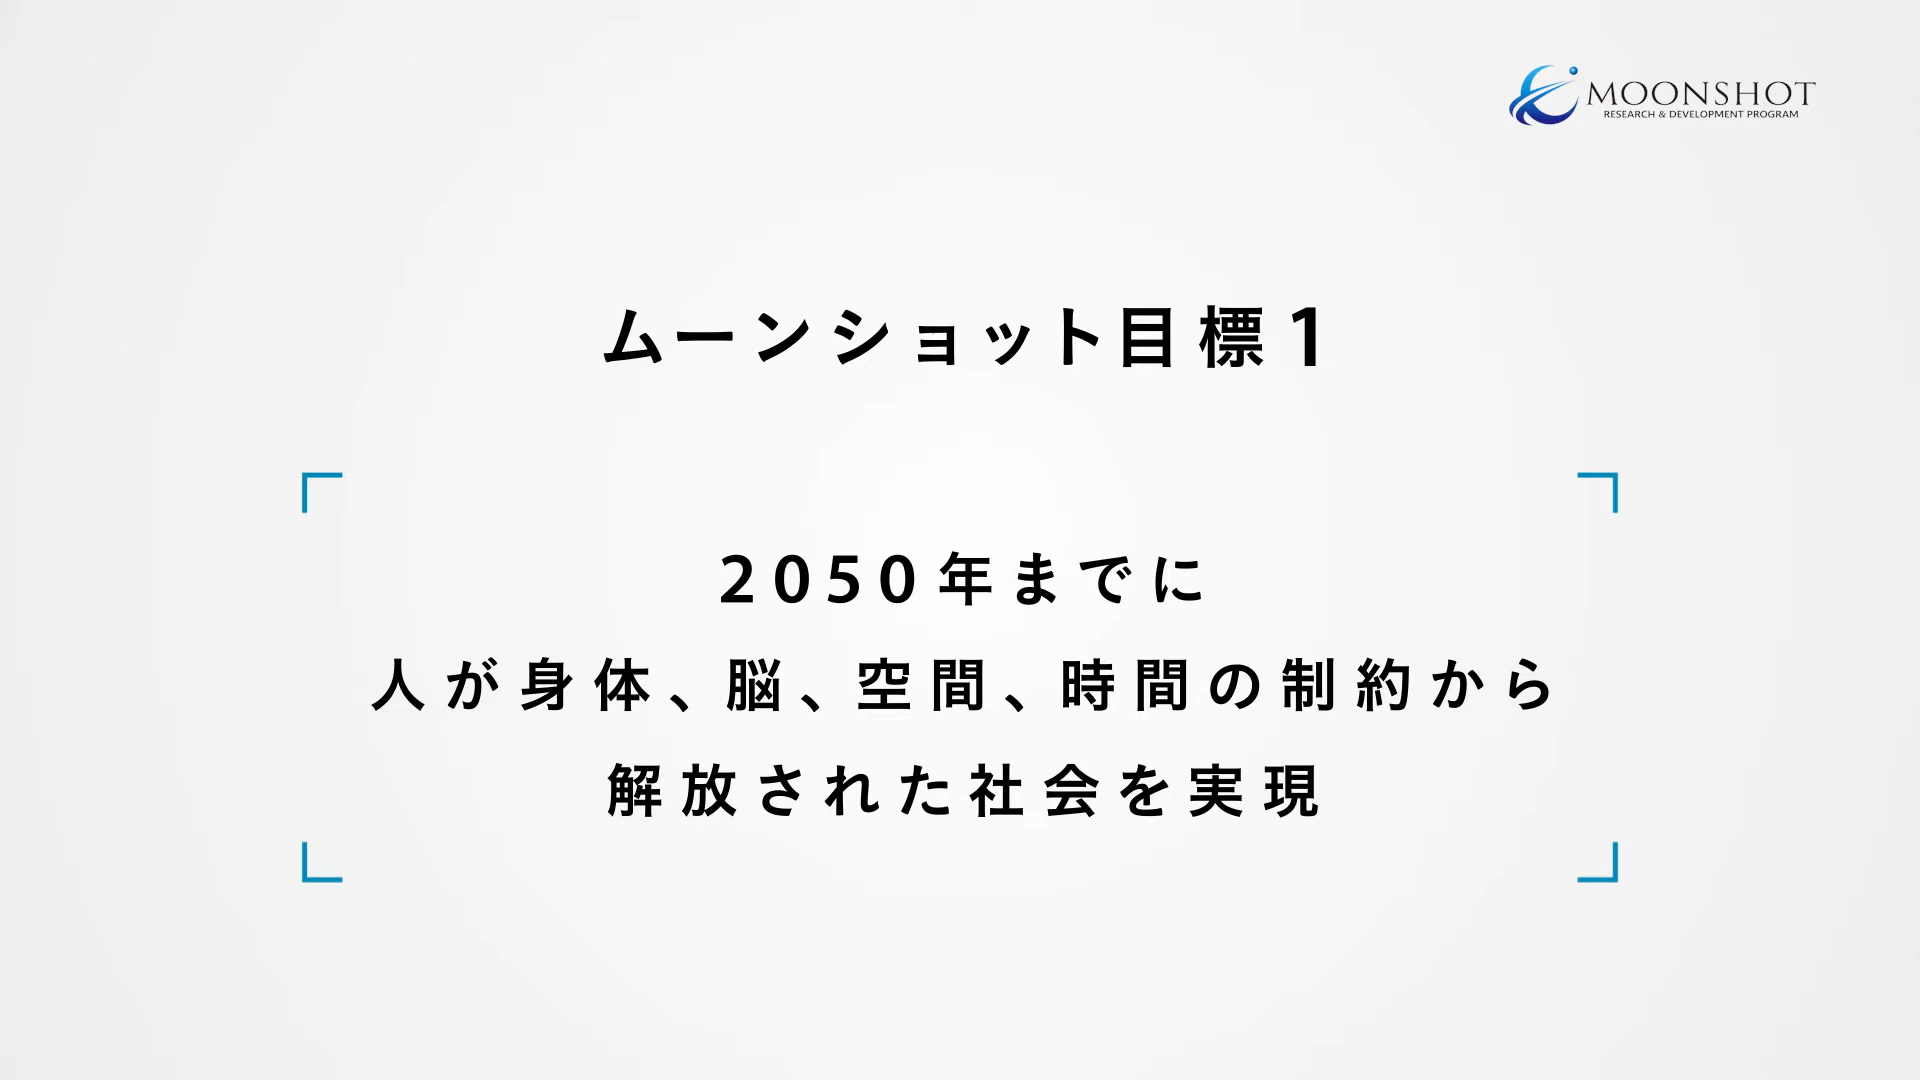 MOONSHOT
RESEARCH & DEVELOPMENT PROGRAM
ムーンショット目標1
2050年までに
人が身体、脳、空間、時間の制約から
解放された社会を実現